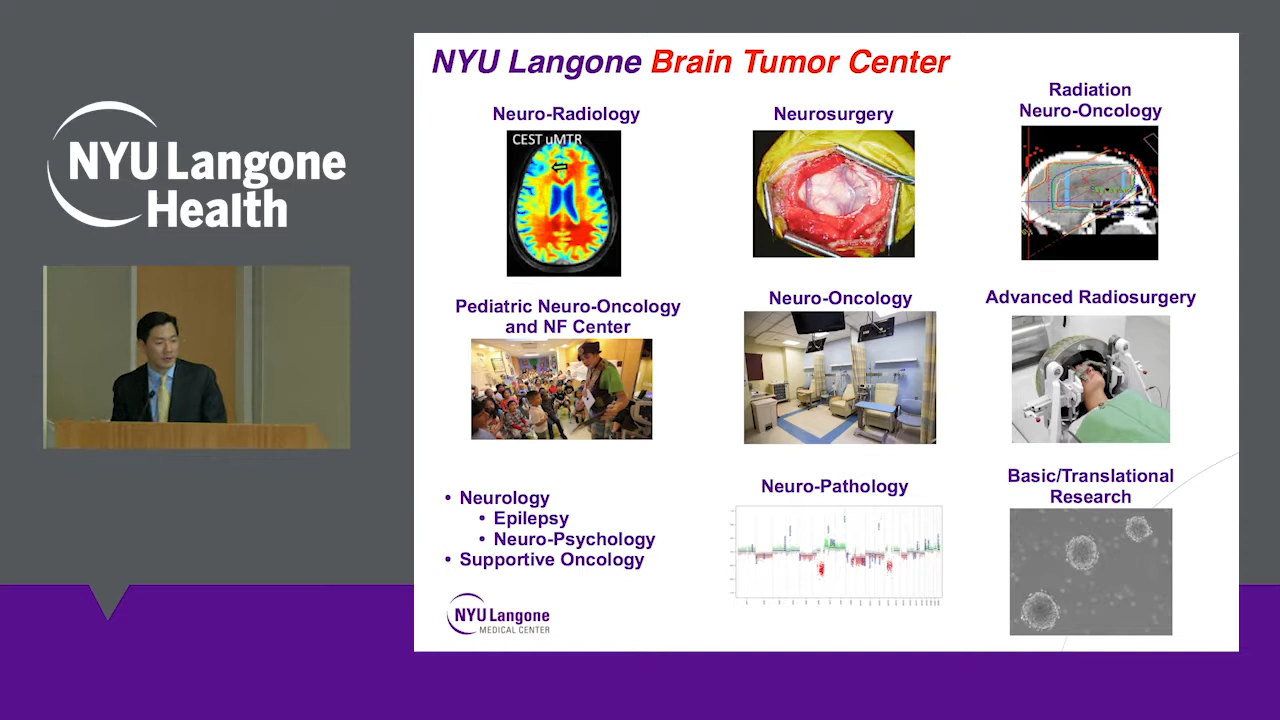 NYU Langone
Health
NYU Langone Brain Tumor Center
Neuro-Radiology
CEST uMTR
Neurosurgery
Radiation
Neuro-Oncology
Pediatric Neuro-Oncology
and NF Center
Neuro-Oncology
Advanced Radiosurgery
• Neurology
• Epilepsy
• Neuro-Psychology
• Supportive Oncology
Neuro-Pathology
Basic/Translational
Research
NYU Langone
MEDICAL CENTER